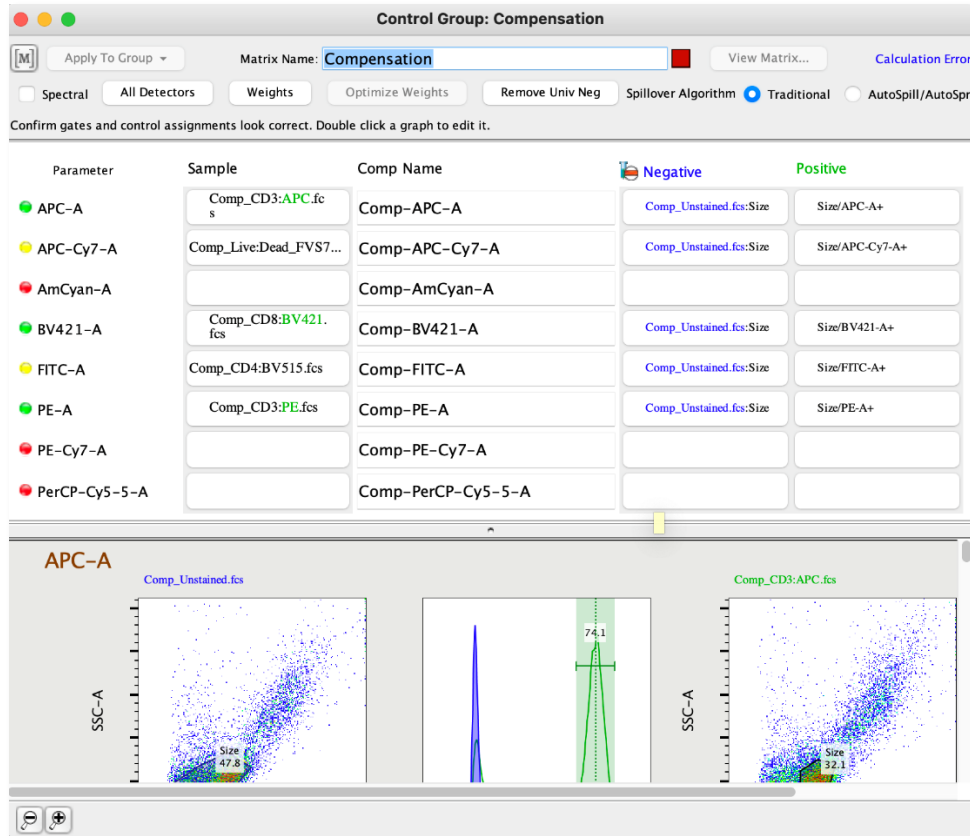 Control Group: Compensation
[M] Apply To Group Matrix Name: Compensation View Matrix... Calculation Error
Spectral All Detectors Weights Optimize Weights Remove Univ Neg Spillover Algorithm Traditional AutoSpill/AutoSpr
Confirm gates and control assignments look correct. Double click a graph to edit it.
Parameter Sample Comp Name Negative Positive
APC-A Comp_CD3:APC.fc
s Comp-APC-A Comp_Unstained.fcs:Size Size/APC-A+
APC-Cy7-A Comp_Live:Dead_FVS7... Comp-APC-Cy7-A Comp_Unstained.fcs:Size Size/APC-Cy7-A+
AmCyan-A Comp-AmCyan-A
BV421-A Comp_CD8:BV421.
fcs Comp-BV421-A Comp_Unstained.fcs:Size Size/BV421-A+
FITC-A Comp_CD4:BV515.fcs Comp-FITC-A Comp_Unstained.fcs:Size Size/FITC-A+
PE-A Comp_CD3:PE.fcs Comp-PE-A Comp_Unstained.fcs:Size Size/PE-A+
PE-Cy7-A Comp-PE-Cy7-A
PerCP-Cy5-5-A Comp-PerCP-Cy5-5-A
APC-A
Comp_Unstained.fcs Comp_CD3:APC.fcs
74.1
SSC-A SSC-A
Size Size
47.8 32.1